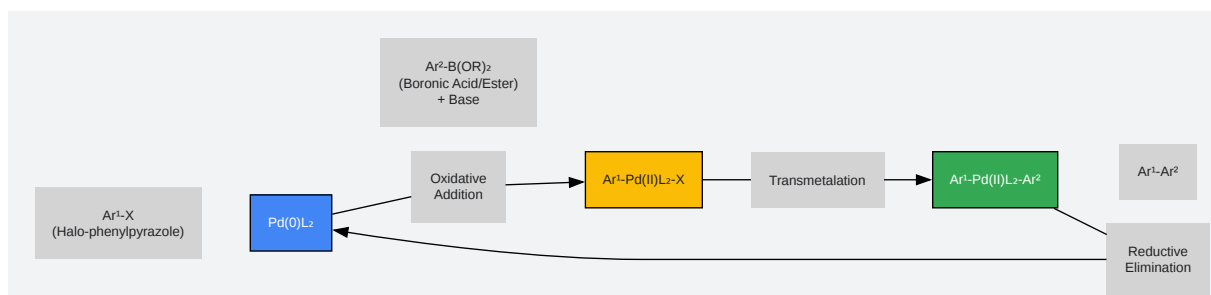 Ar¹-X
(Halo-phenylpyrazole)
Pd(0)L₂
Ar²-B(OR)₂
(Boronic Acid/Ester)
+ Base
Oxidative
Addition
Ar¹-Pd(II)L₂-X
Transmetalation
Ar¹-Pd(II)L₂-Ar²
Ar¹-Ar²
Reductive
Elimination